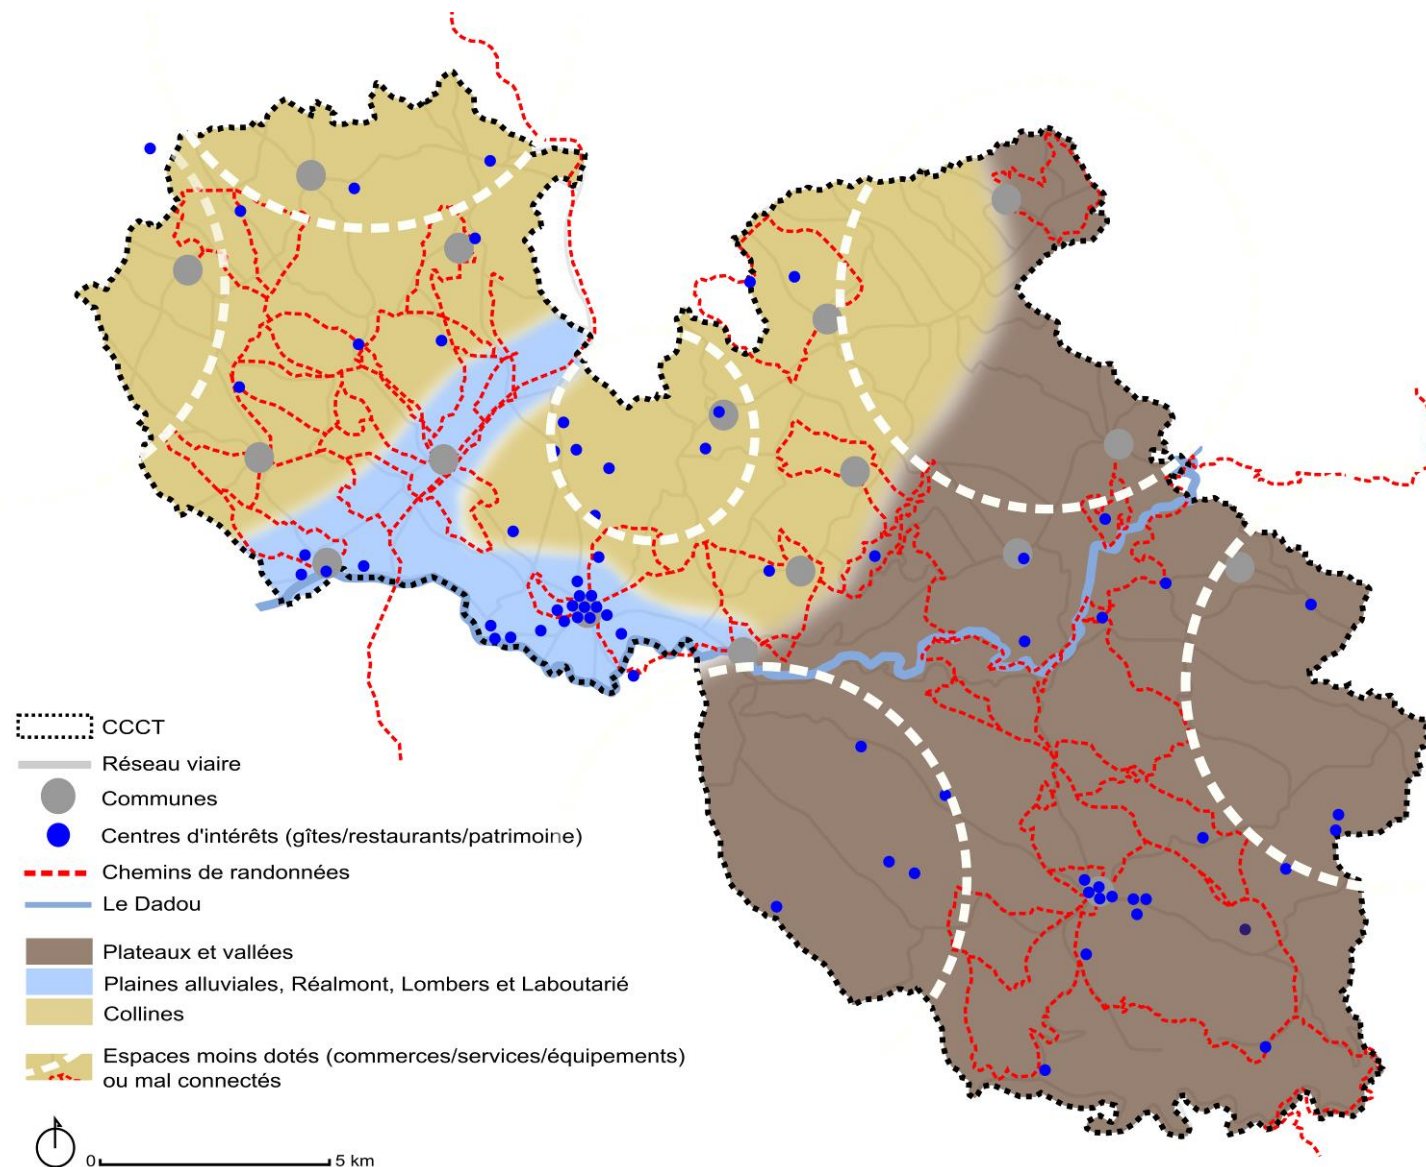 CCCT
Réseau viaire
Communes
Centres d'intérêts (gîtes/restaurants/patrimoine)
Chemins de randonnées
Le Dadou
Plateaux et vallées
Plaines alluviales, Réalmont, Lombers et Laboutarié
Collines
Espaces moins dotés (commerces/services/équipements)
ou mal connectés
0 5 km